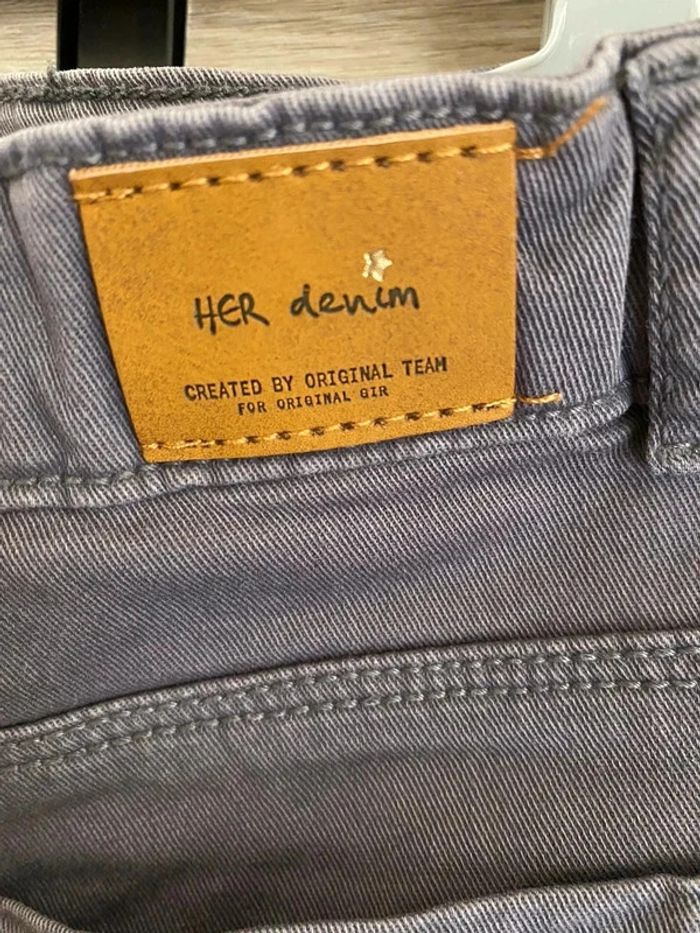 HER denim
CREATED BY ORIGINAL TEAM
FOR ORIGINAL GIR